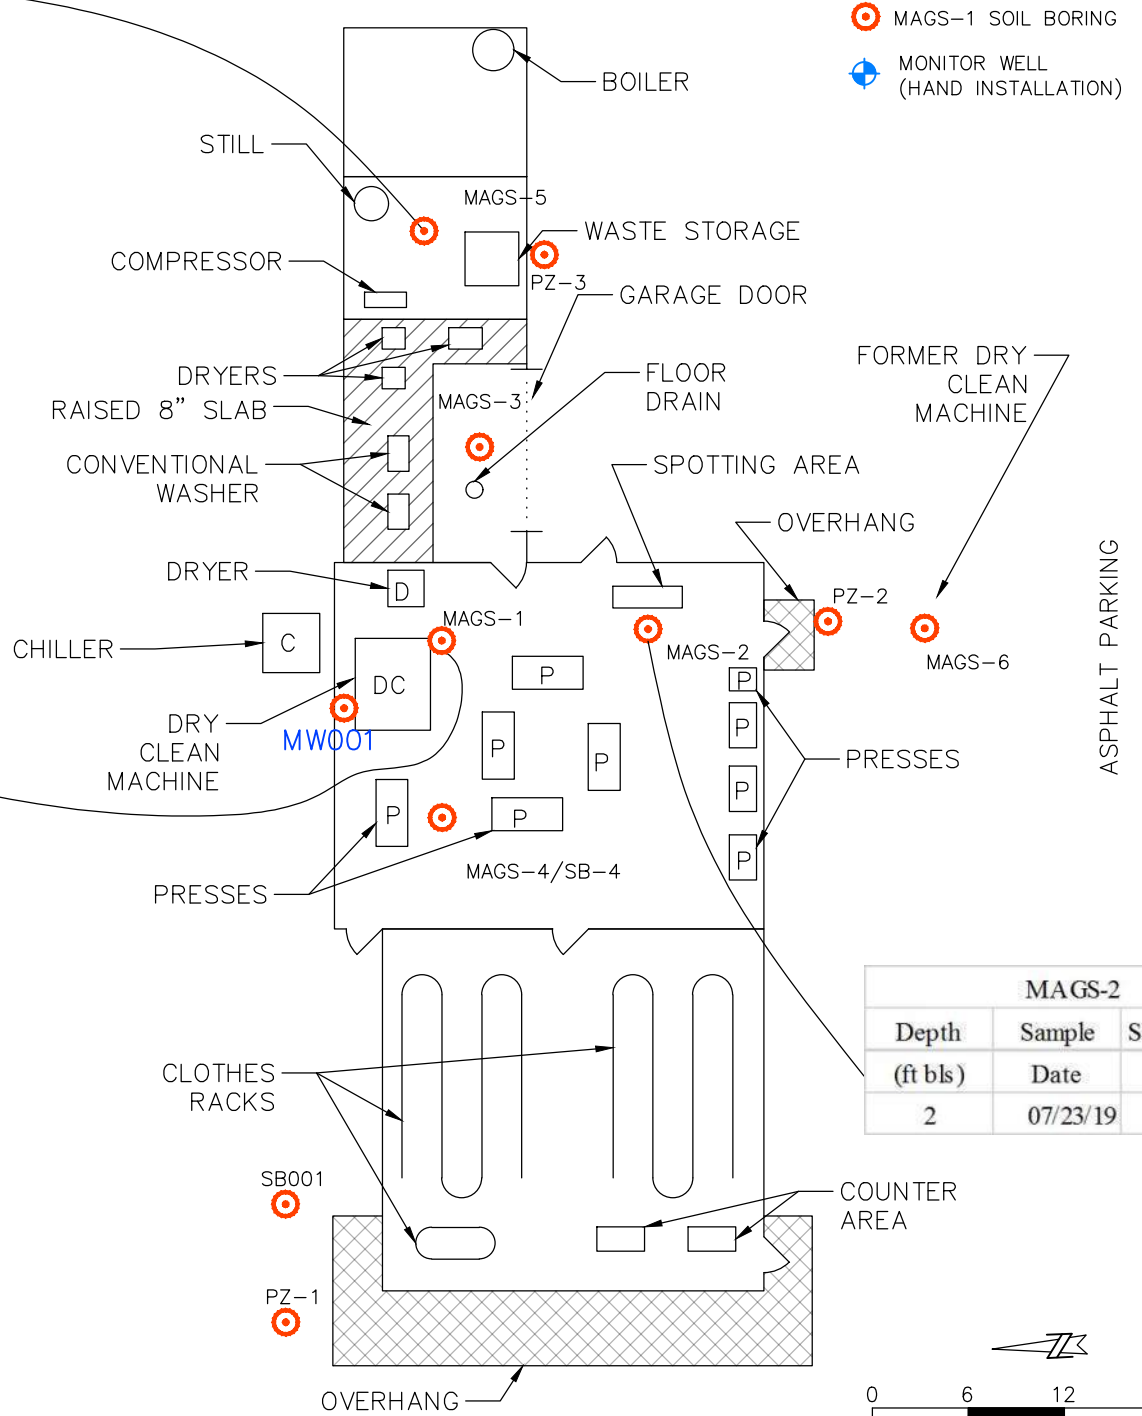 MAGS-1 SOIL BORING
MONITOR WELL
(HAND INSTALLATION)
BOILER
STILL
MAGS-5
WASTE STORAGE
COMPRESSOR
PZ-3
GARAGE DOOR
DRYERS
FLOOR
DRAIN
FORMER DRY
CLEAN
MACHINE
RAISED 8" SLAB
MAGS-3
CONVENTIONAL
WASHER
SPOTTING AREA
OVERHANG
DRYER
D
PZ-2
ASPHALT PARKING
MAGS-1
CHILLER
C
MAGS-2
MAGS-6
DC
P
P
DRY
CLEAN
MACHINE
MW001
P
P
P
PRESSES
P
P
P
P
MAGS-4/SB-4
PRESSES
MAGS-2
Depth
Sample
S
(ft bls)
Date
2
07/23/19
CLOTHES
RACKS
SB001
COUNTER
AREA
PZ-1
OVERHANG
0
6
12